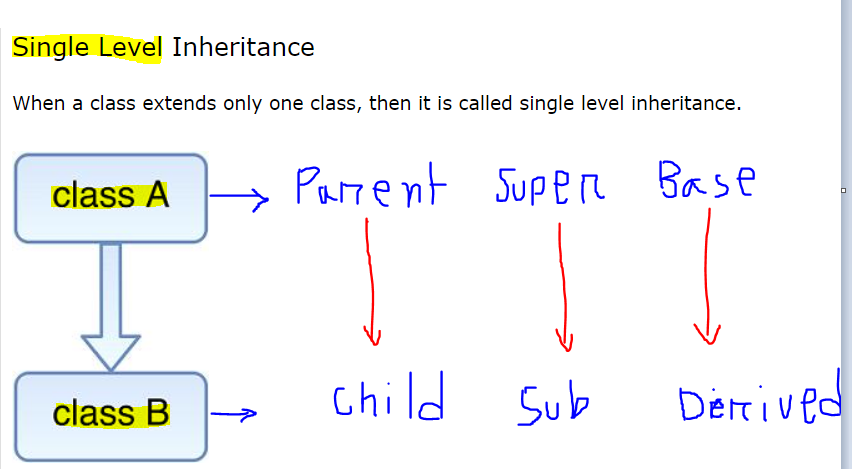 Single Level Inheritance
When a class extends only one class, then it is called single level inheritance.
class A → Parent Super Base
class B → Child Sub Derived